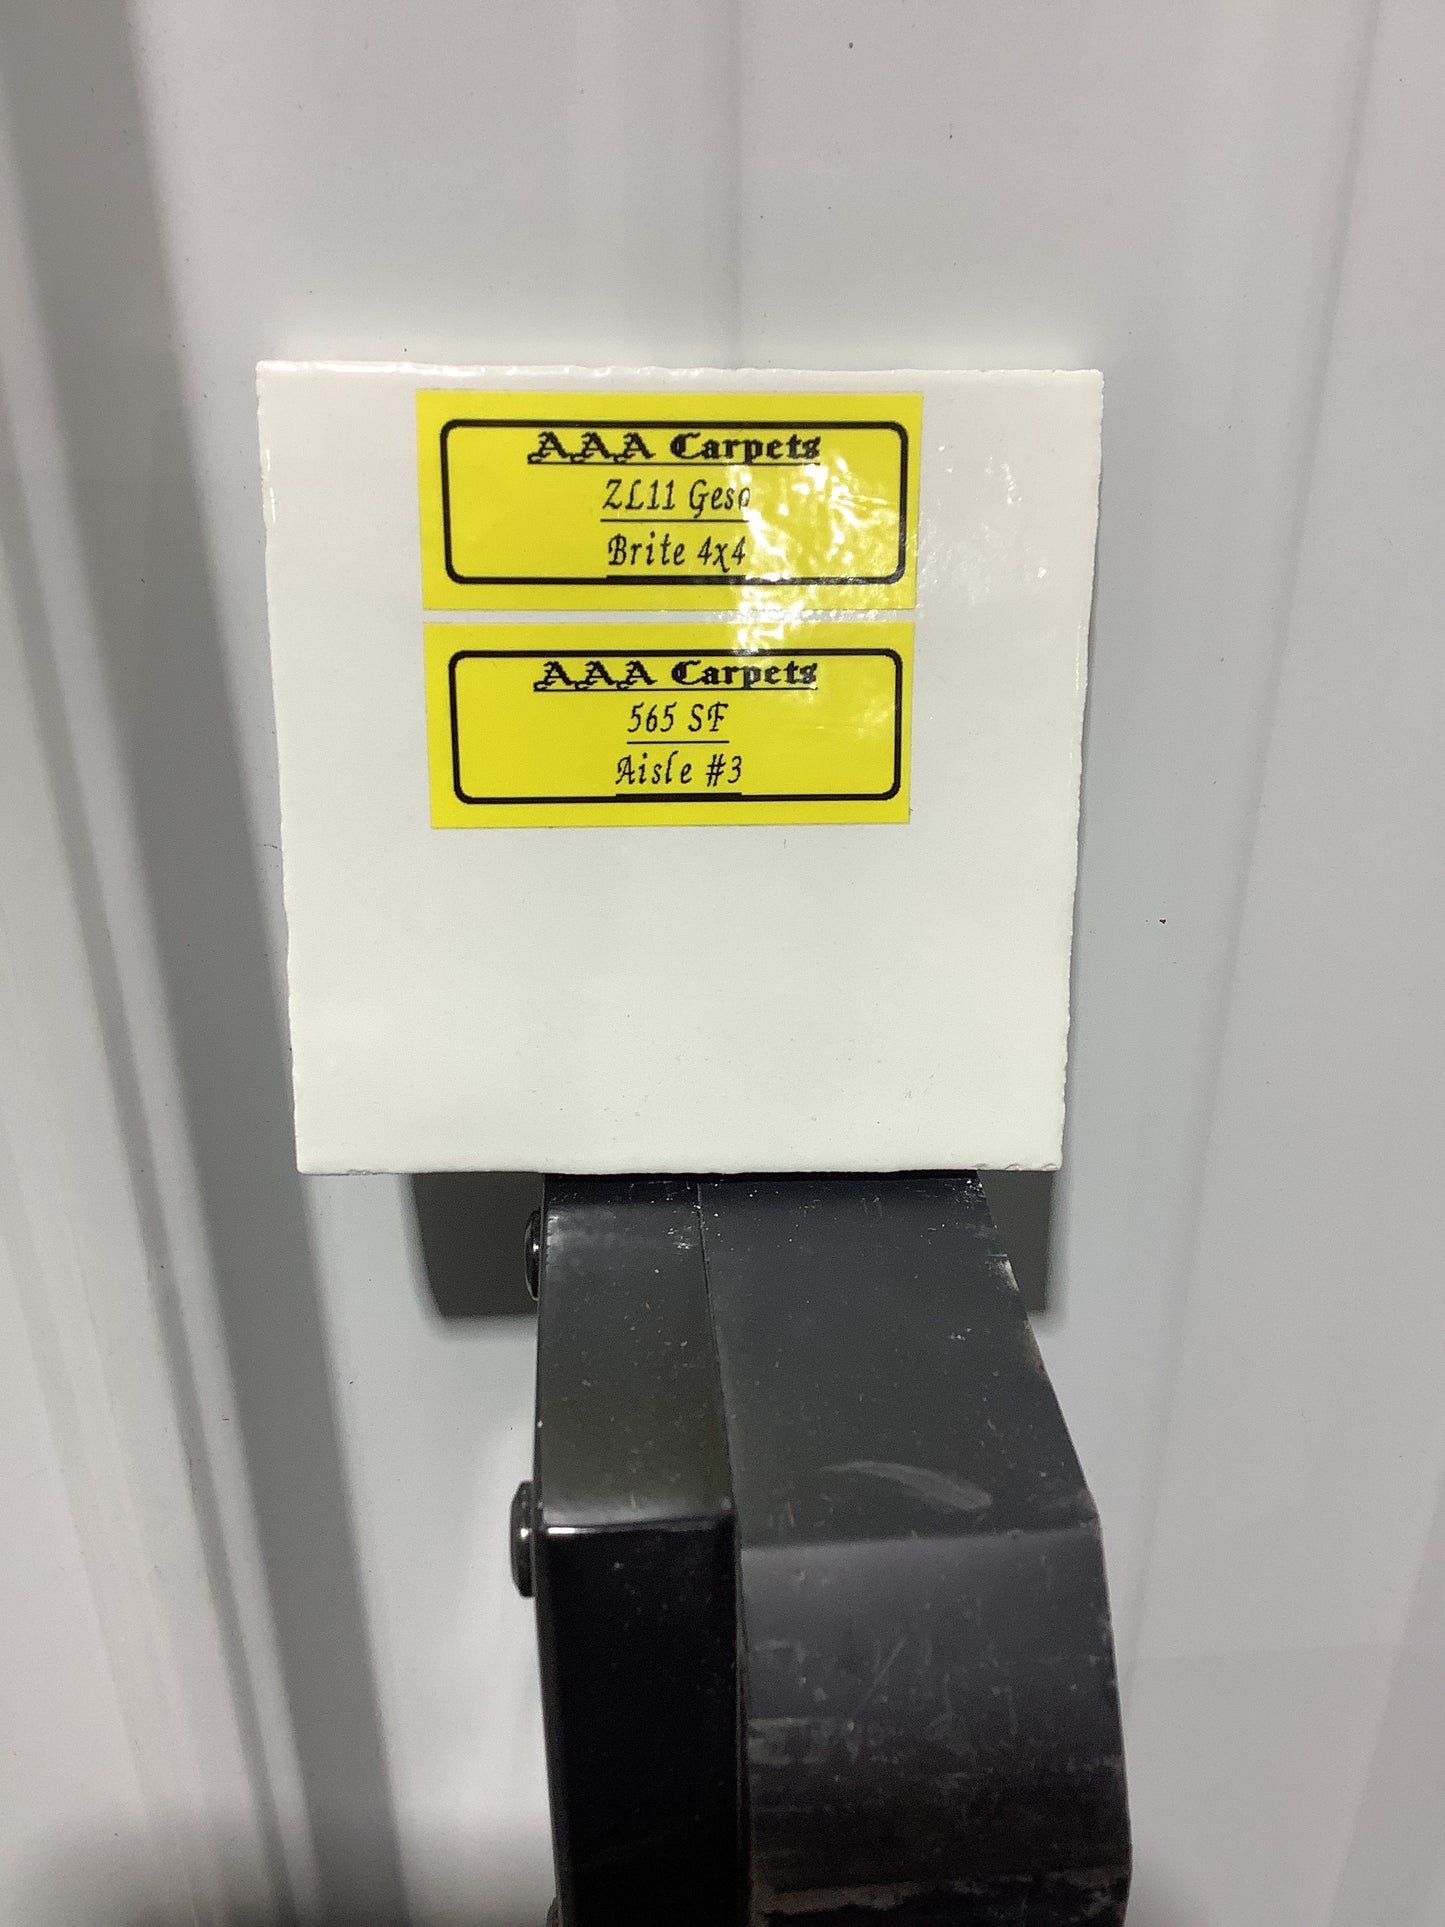 AAA Carpets
ZL11 Geso
Brite 4x4
AAA Carpets
565 SF
Aisle #3